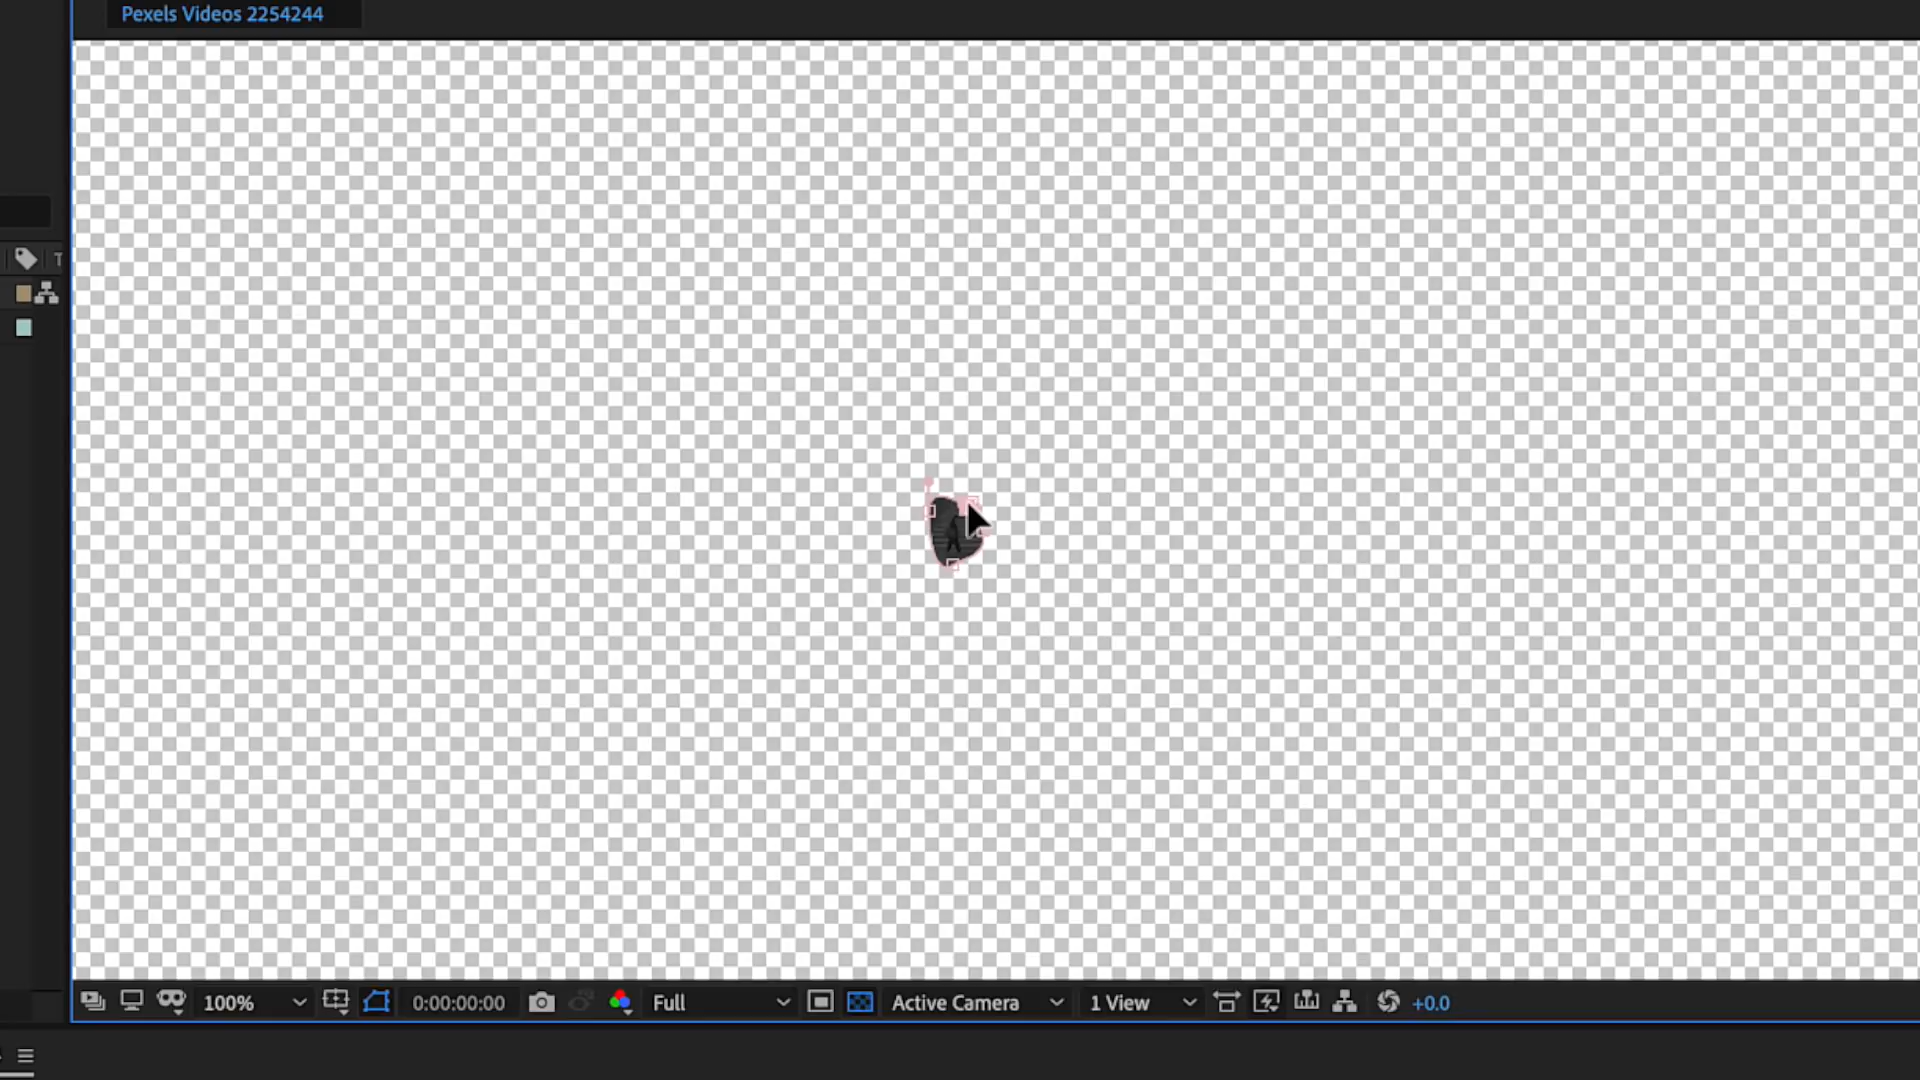 Pexels Videos 2254244
T
100%
0:00:00:00
Full
Active Camera
1 View
+0.0